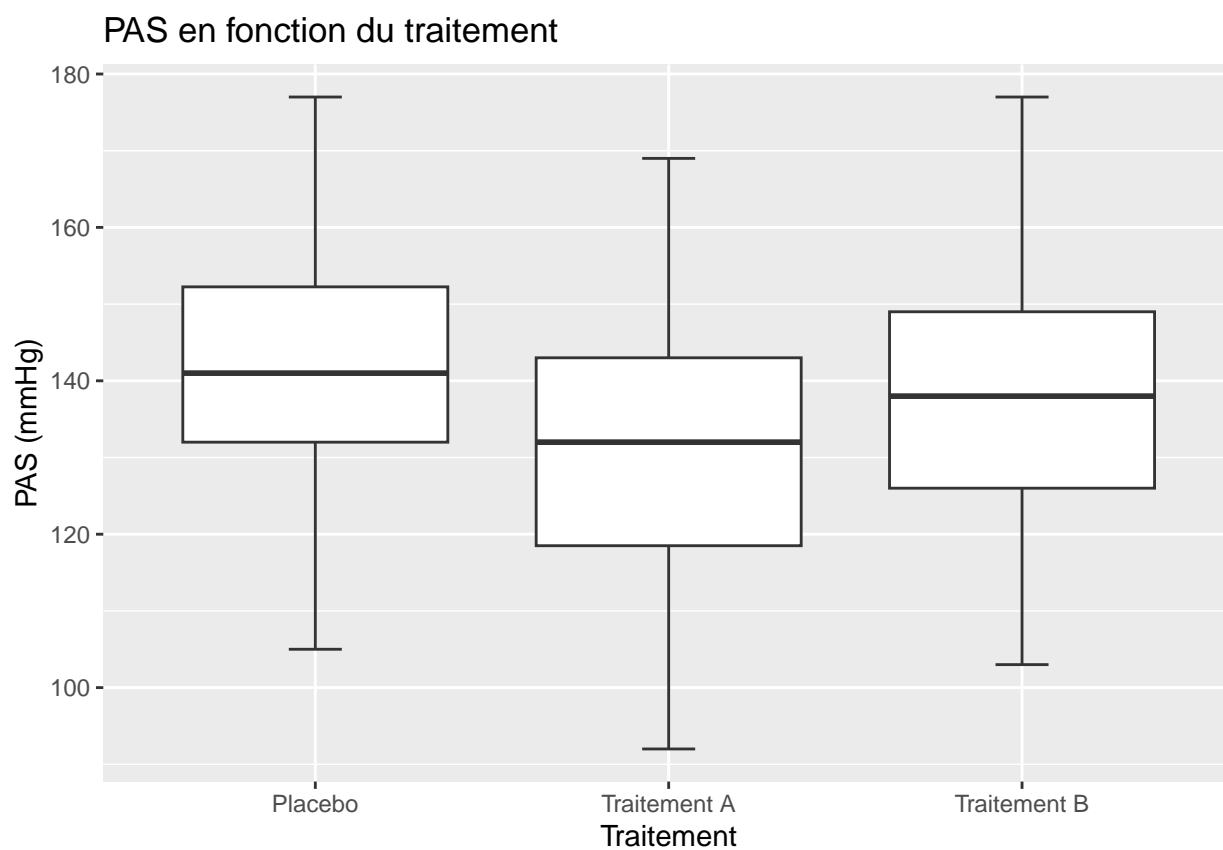 PAS en fonction du traitement
180
160
140
120
100
PAS (mmHg)
Placebo
Traitement A
Traitement B
Traitement